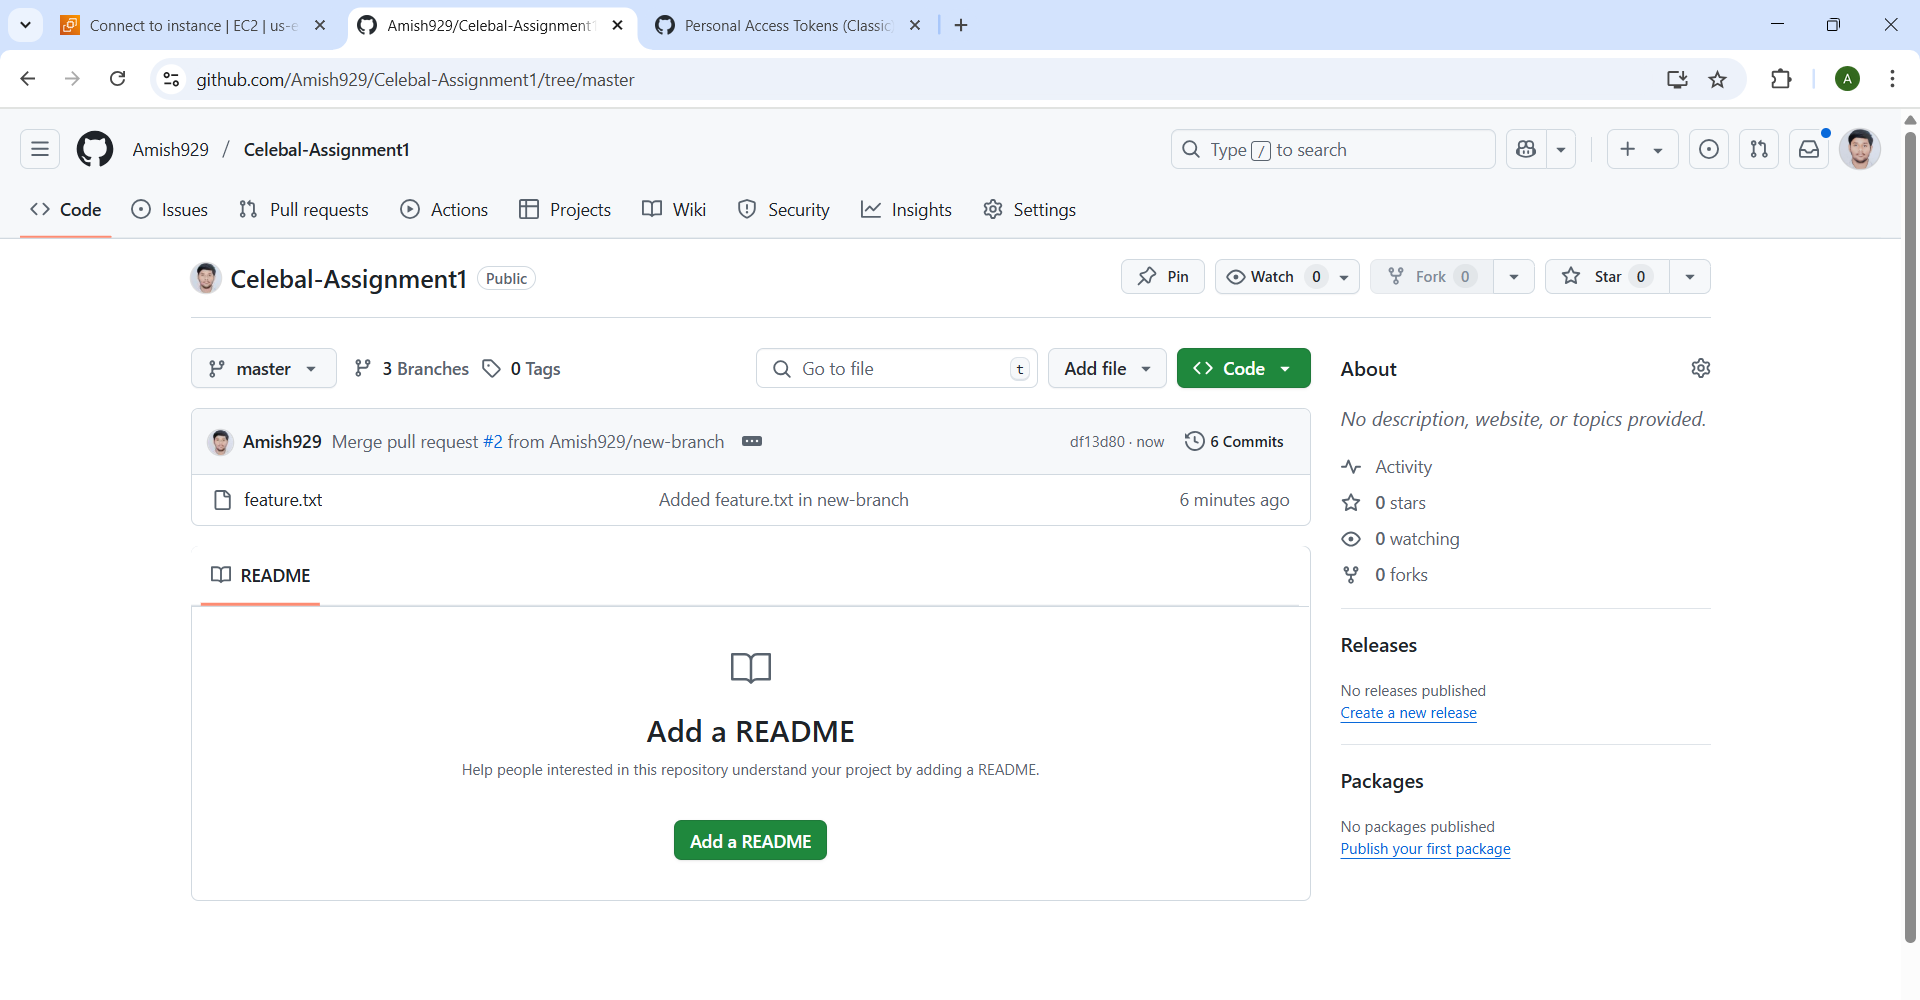 Connect to instance | EC2 | us-e
Amish929/Celebal-Assignment1
Personal Access Tokens (Classic)
github.com/Amish929/Celebal-Assignment1/tree/master
A
Amish929 / Celebal-Assignment1
Type / to search
Code
Issues
Pull requests
Actions
Projects
Wiki
Security
Insights
Settings
Celebal-Assignment1
Public
Pin
Watch 0
Fork 0
Star 0
master
3 Branches
0 Tags
Go to file
t
Add file
Code
Amish929 Merge pull request #2 from Amish929/new-branch
df13d80 · now
6 Commits
feature.txt
Added feature.txt in new-branch
6 minutes ago
README
Add a README
Help people interested in this repository understand your project by adding a README.
Add a README
About
No description, website, or topics provided.
Activity
0 stars
0 watching
0 forks
Releases
No releases published
Create a new release
Packages
No packages published
Publish your first package